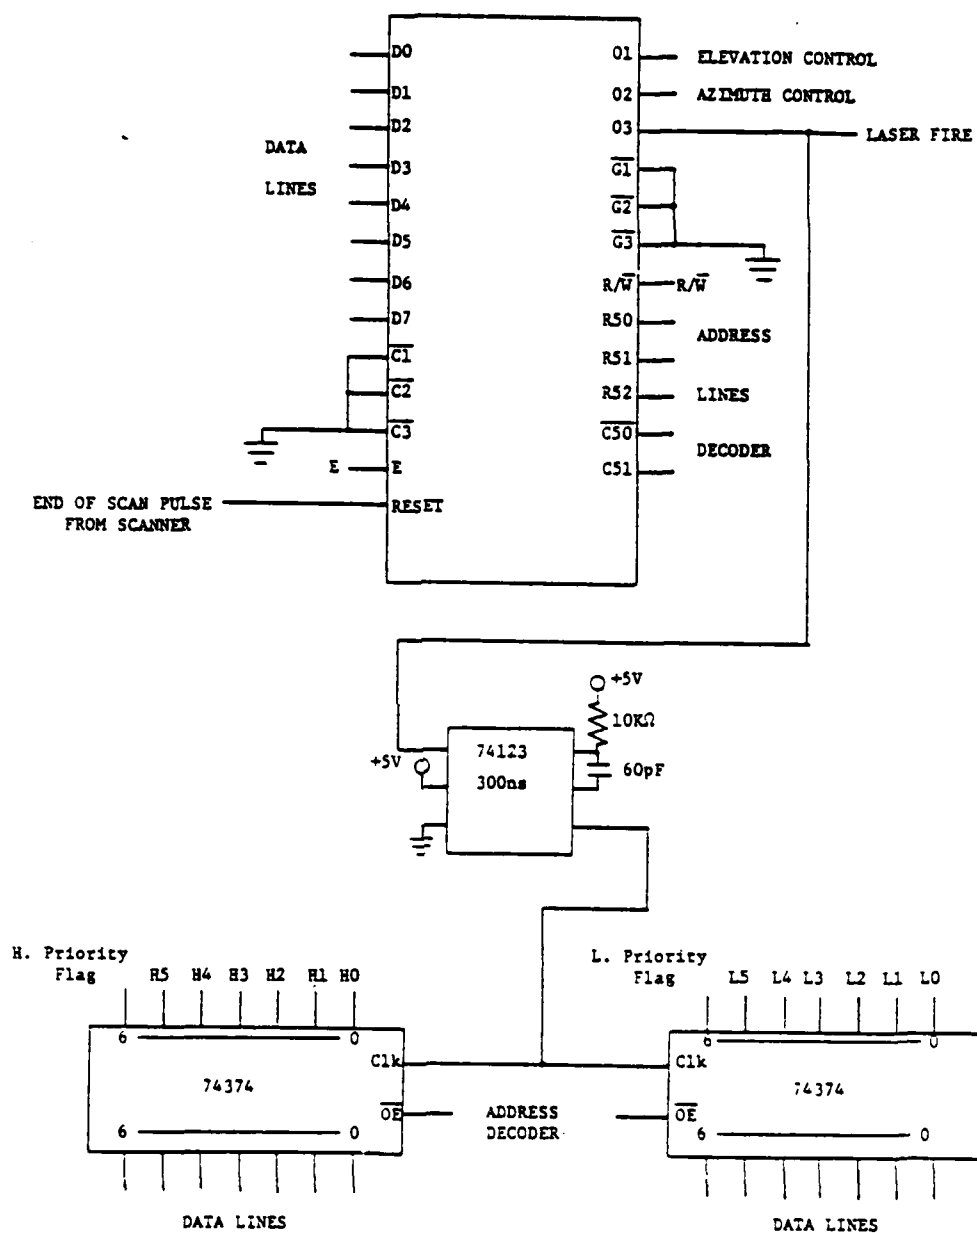 D0 O1 ELEVATION CONTROL
D1 O2 AZIMUTH CONTROL
D2 O3 LASER FIRE
DATA
D3 G1
LINES
D4 G2
D5 G3
D6 R/W R/W
D7 R50 ADDRESS
C1 R51
C2 R52 LINES
C3 C50 DECODER
E E C51
END OF SCAN PULSE RESET
FROM SCANNER
+5V
10KΩ
74123
+5V 60pF
300ns
H. Priority L. Priority
Flag H5 H4 H3 H2 H1 H0 Flag L5 L4 L3 L2 L1 L0
6 0 6 0
Clk Clk
74374 74374
OE ADDRESS OE
6 0 DECODER 6 0
DATA LINES DATA LINES